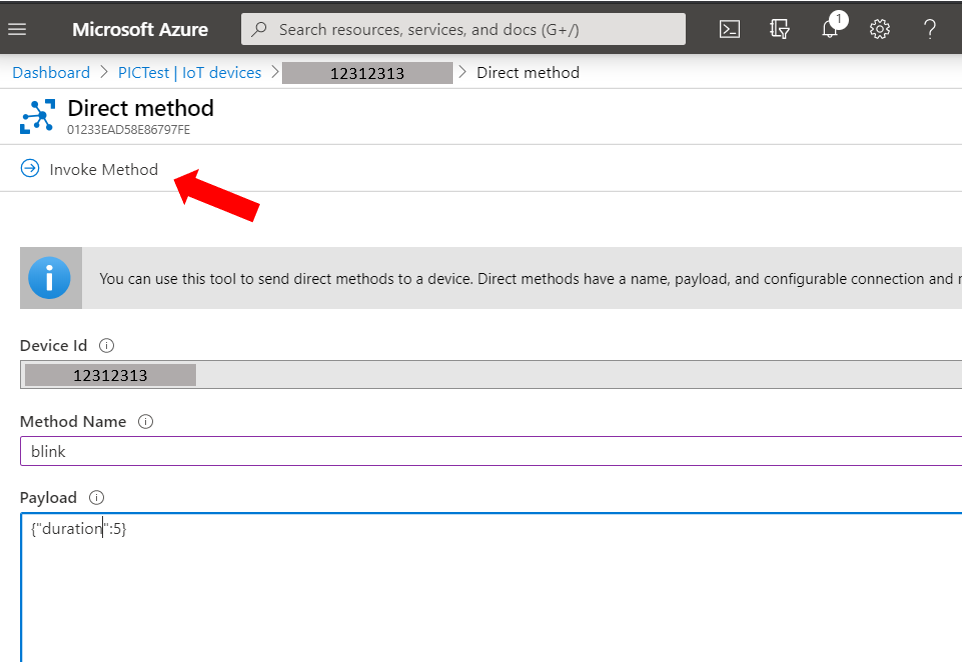 Microsoft Azure
Search resources, services, and docs (G+/)
1
Dashboard > PICTest | IoT devices > 12312313 > Direct method
Direct method
01233EAD58E86797FE
Invoke Method
You can use this tool to send direct methods to a device. Direct methods have a name, payload, and configurable connection and
Device Id
12312313
Method Name
blink
Payload
{"duration":5}